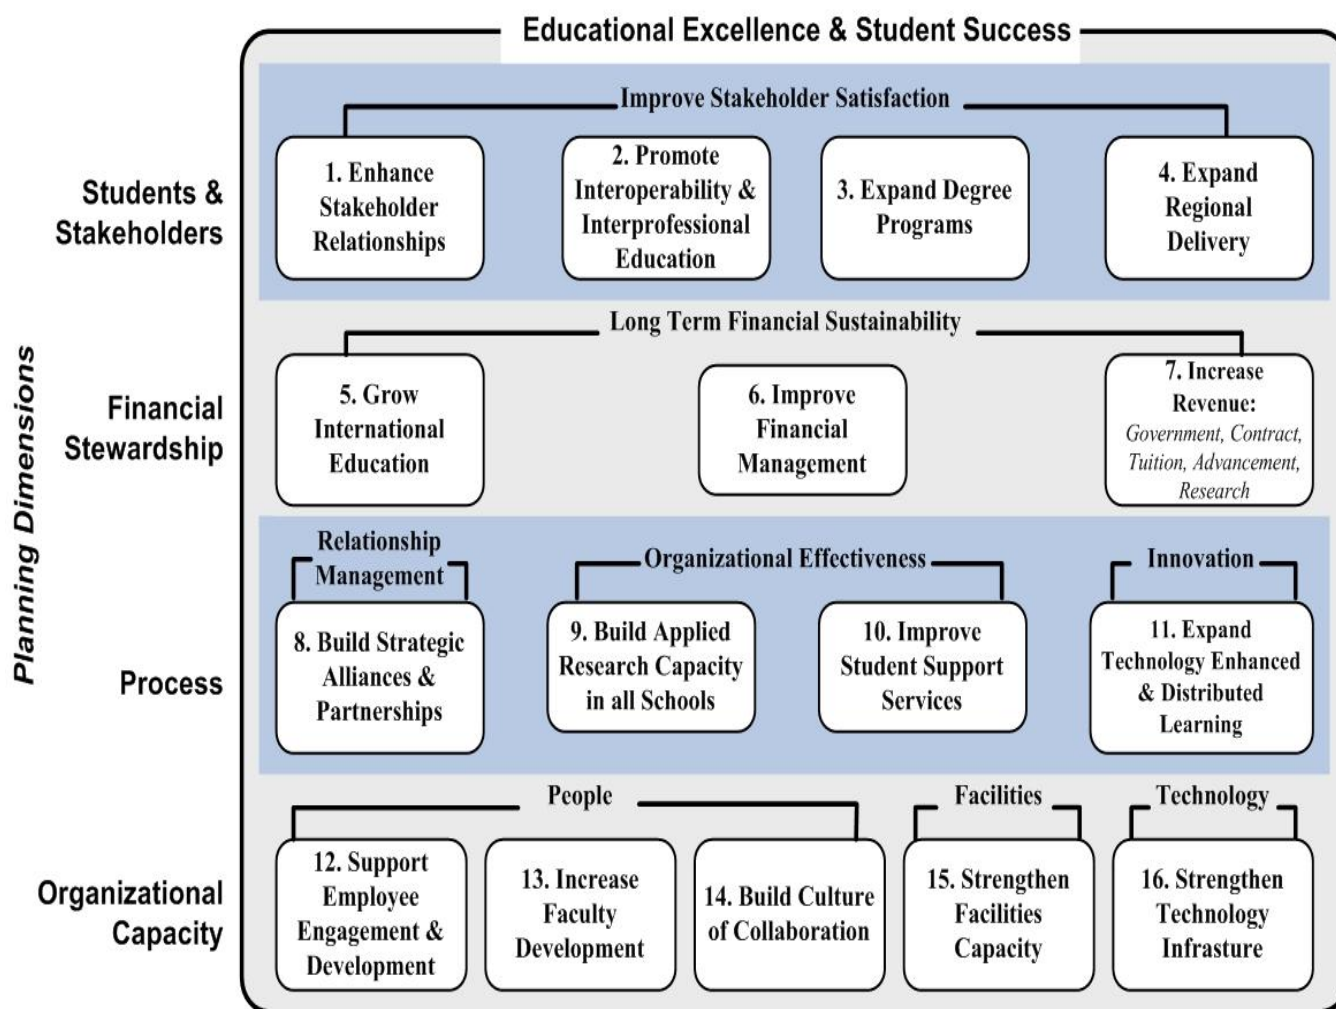 Educational Excellence & Student Success
Planning Dimensions
Students &
Stakeholders
Improve Stakeholder Satisfaction
1. Enhance
Stakeholder
Relationships
2. Promote
Interoperability &
Interprofessional
Education
3. Expand Degree
Programs
4. Expand
Regional
Delivery
Financial
Stewardship
Long Term Financial Sustainability
5. Grow
International
Education
6. Improve
Financial
Management
7. Increase
Revenue:
Government, Contract,
Tuition, Advancement,
Research
Process
Relationship
Management
8. Build Strategic
Alliances &
Partnerships
Organizational Effectiveness
9. Build Applied
Research Capacity
in all Schools
10. Improve
Student Support
Services
Innovation
11. Expand
Technology Enhanced
& Distributed
Learning
Organizational
Capacity
People
12. Support
Employee
Engagement &
Development
13. Increase
Faculty
Development
14. Build Culture
of Collaboration
Facilities
15. Strengthen
Facilities
Capacity
Technology
16. Strengthen
Technology
Infrasture